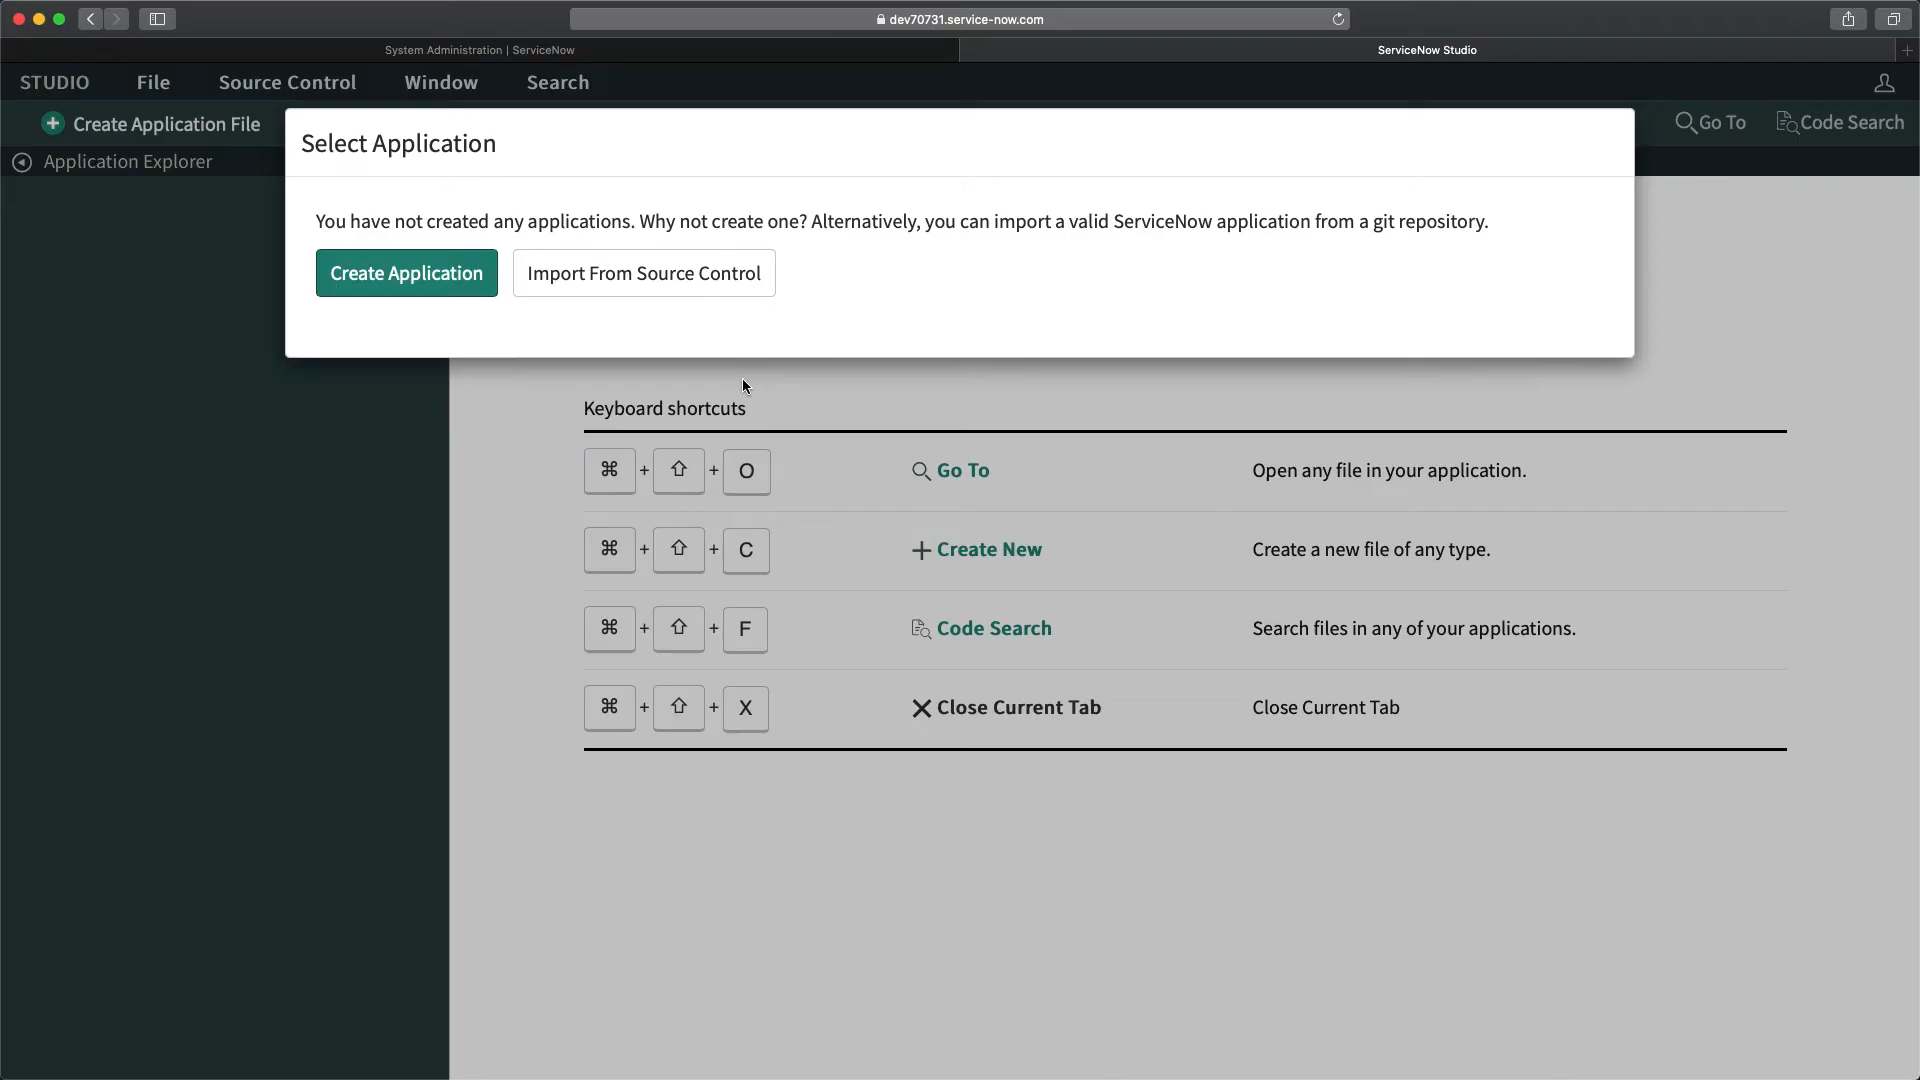 dev70731.service-now.com
System Administration | ServiceNow
ServiceNow Studio
STUDIO File Source Control Window Search
Create Application File
Go To Code Search
Application Explorer
Select Application
You have not created any applications. Why not create one? Alternatively, you can import a valid ServiceNow application from a git repository.
Create Application Import From Source Control
Keyboard shortcuts
⌘ + ⇧ + O Go To Open any file in your application.
⌘ + ⇧ + C Create New Create a new file of any type.
⌘ + ⇧ + F Code Search Search files in any of your applications.
⌘ + ⇧ + X Close Current Tab Close Current Tab